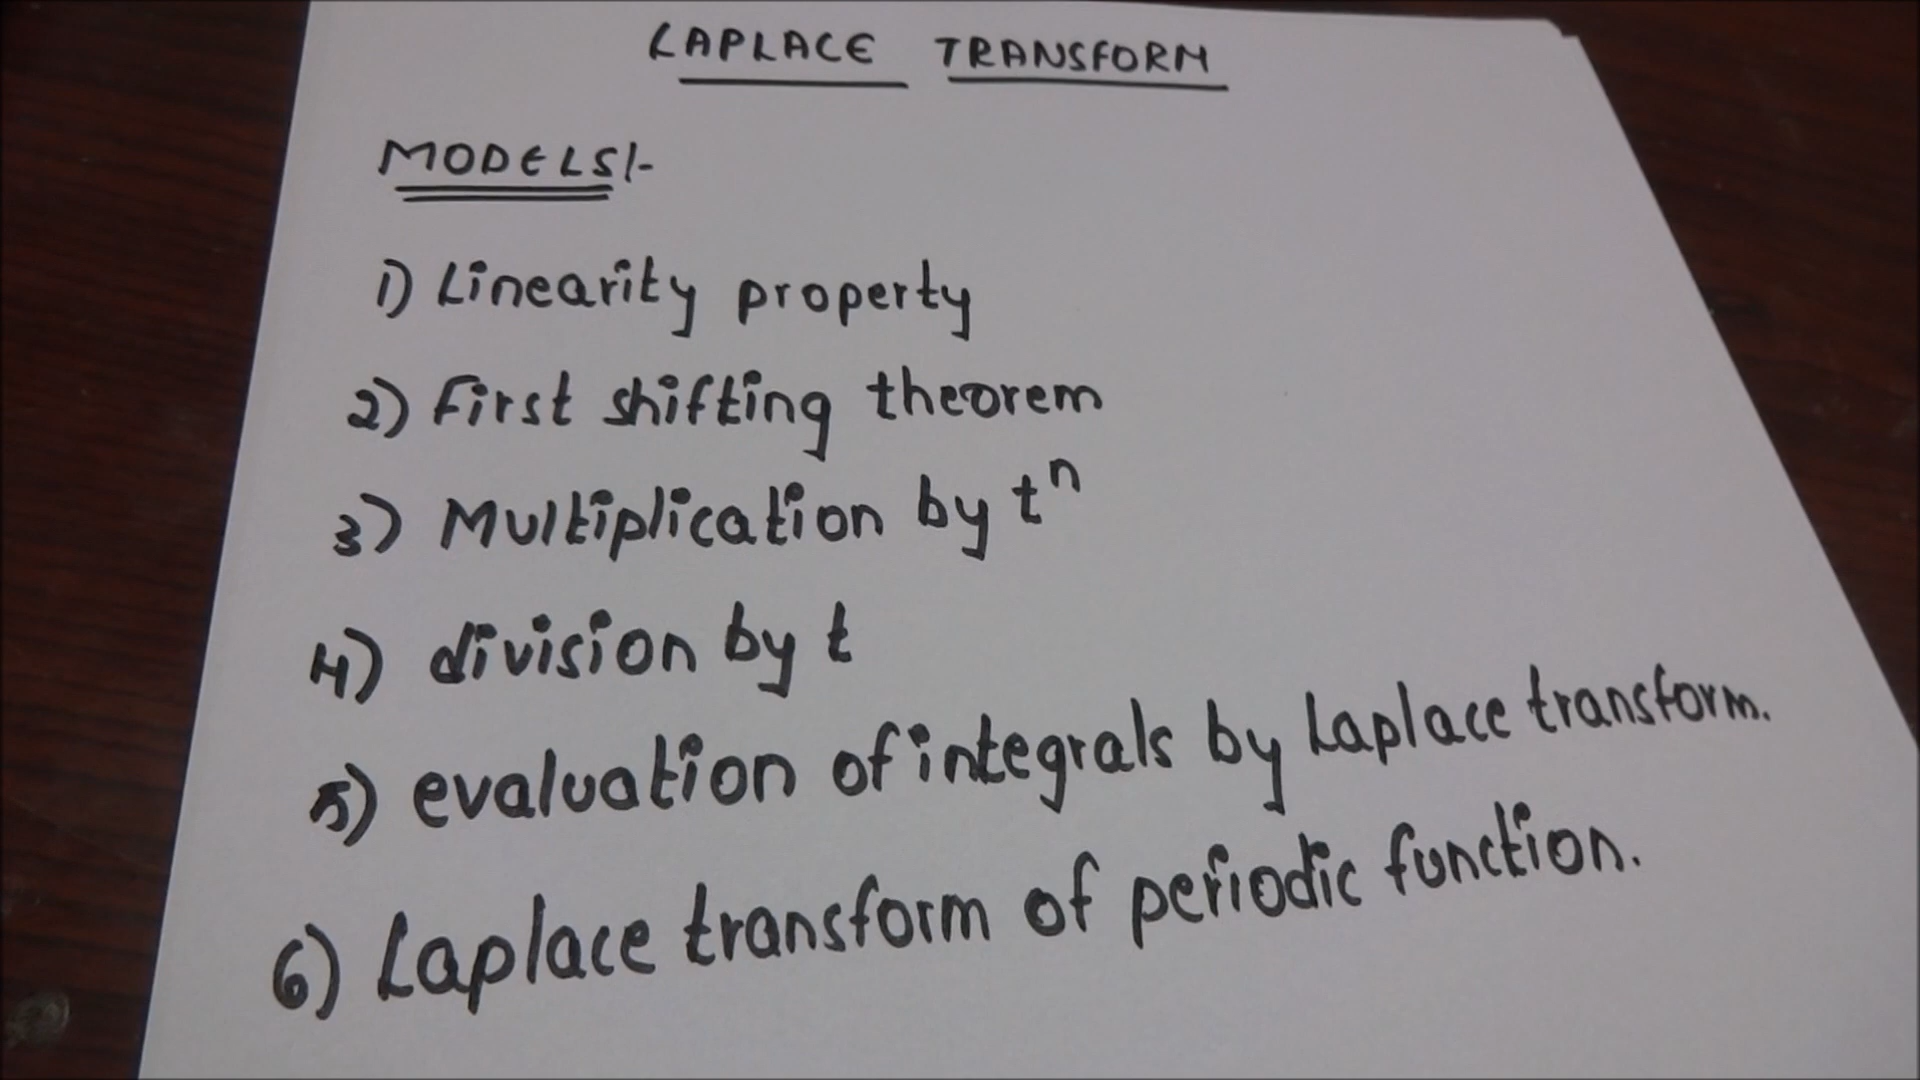 LAPLACE TRANSFORM
MODELS:-
1) Linearity property
2) First shifting theorem
3) Multiplication by tⁿ
4) division by t
5) evaluation of integrals by Laplace transform.
6) Laplace transform of periodic function.